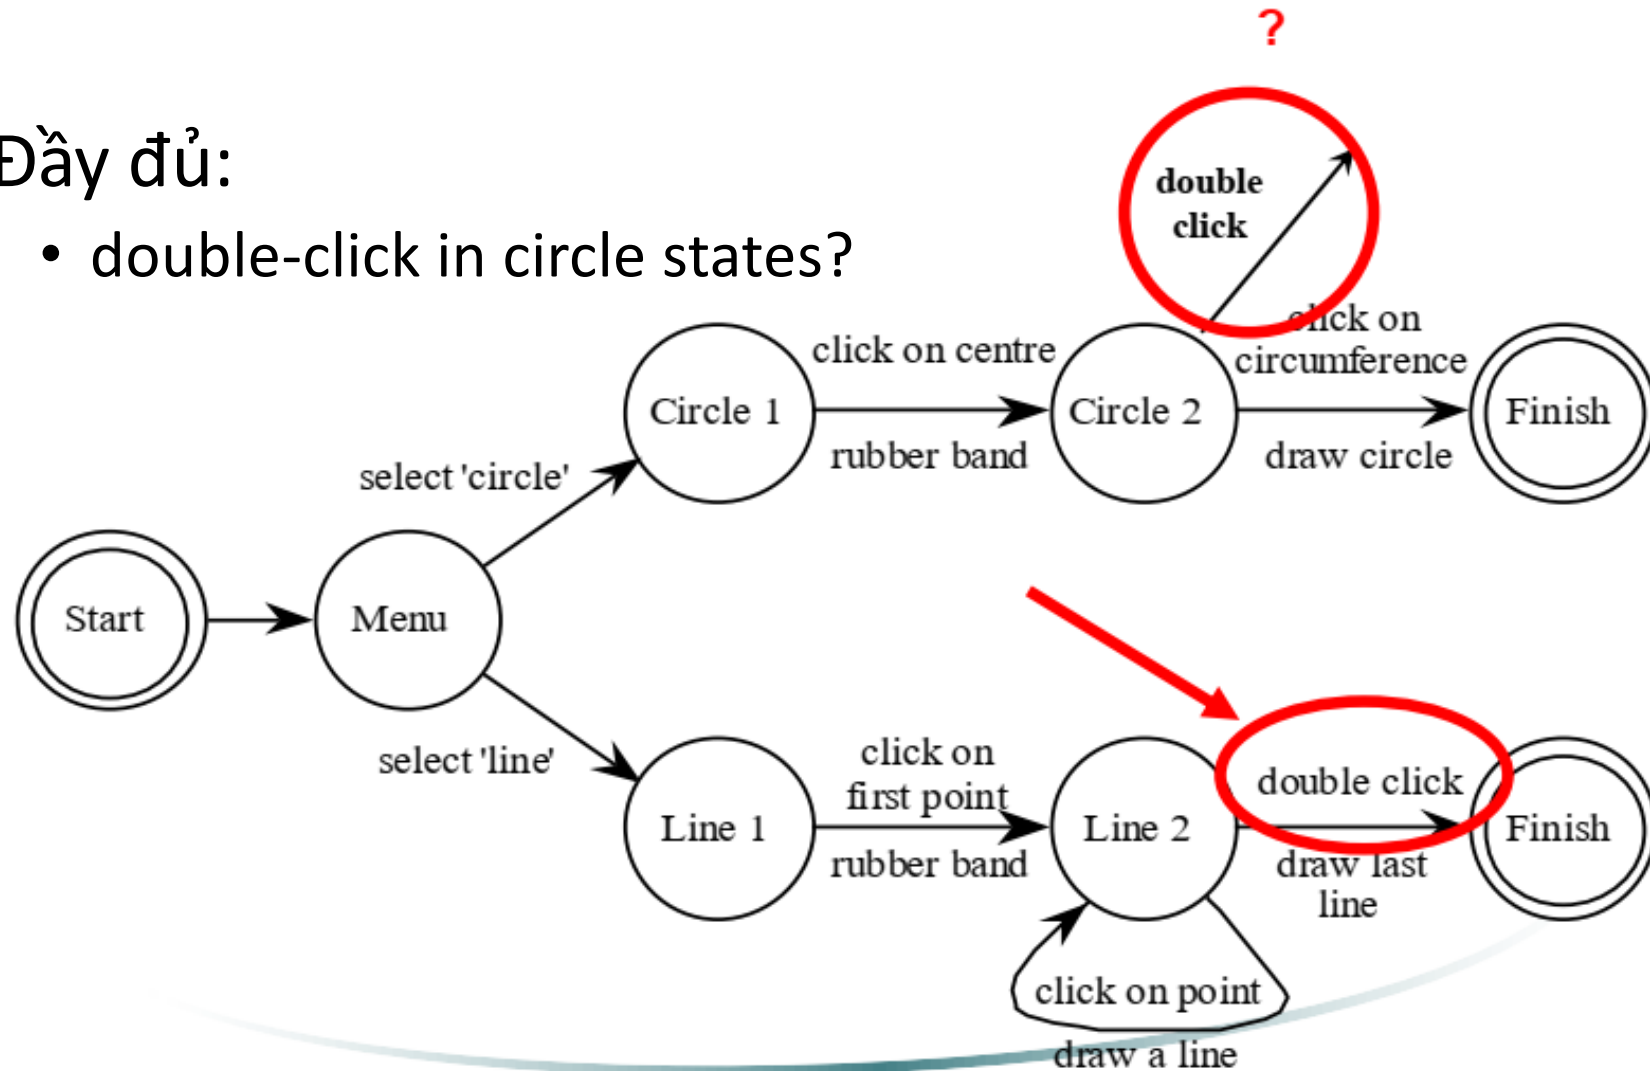 ?
Đầy đủ:
• double-click in circle states?
double
click
click on
circumference
click on centre
Circle 1
Circle 2
Finish
rubber band
draw circle
select 'circle'
Start
Menu
select 'line'
click on
first point
double click
Line 1
Line 2
Finish
rubber band
draw last
line
click on point
draw a line